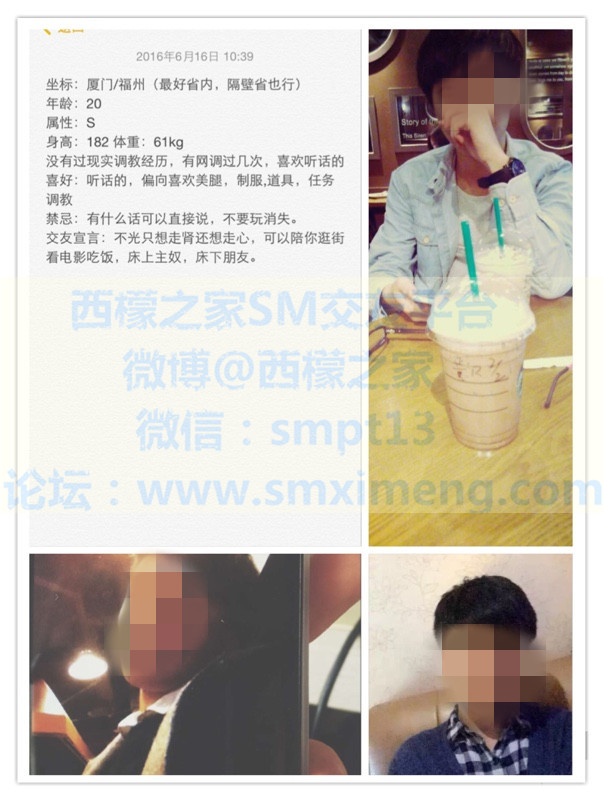 2016年6月16日 10:39
坐标：厦门/福州（最好省内，隔壁省也行）
年龄：20
属性：S
身高：182 体重：61kg
没有过现实调教经历，有网调过几次，喜欢听话的
喜好：听话的，偏向喜欢美腿，制服,道具，任务
调教
禁忌：有什么话可以直接说，不要玩消失。
交友宣言：不光只想走肾还想走心，可以陪你逛街
看电影吃饭，床上主奴，床下朋友。
Story of
This Siren
西檬之家SM交友平台
微博@西檬之家
微信：smpt13
论坛：www.smximeng.com